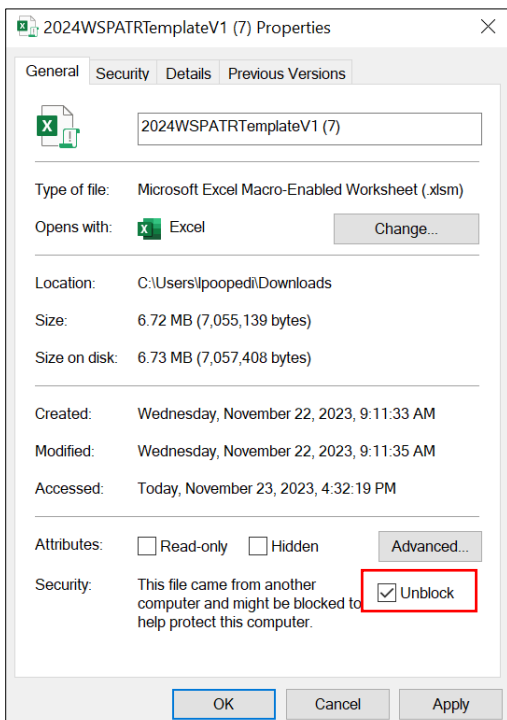 2024WSPATRTemplateV1 (7) Properties
General Security Details Previous Versions
2024WSPATRTemplateV1 (7)
Type of file: Microsoft Excel Macro-Enabled Worksheet (.xlsm)
Opens with: Excel Change...
Location: C:\Users\lpoopedi\Downloads
Size: 6.72 MB (7,055,139 bytes)
Size on disk: 6.73 MB (7,057,408 bytes)
Created: Wednesday, November 22, 2023, 9:11:33 AM
Modified: Wednesday, November 22, 2023, 9:11:35 AM
Accessed: Today, November 23, 2023, 4:32:19 PM
Attributes: Read-only Hidden Advanced...
Security: This file came from another
computer and might be blocked to
help protect this computer.
Unblock
OK Cancel Apply